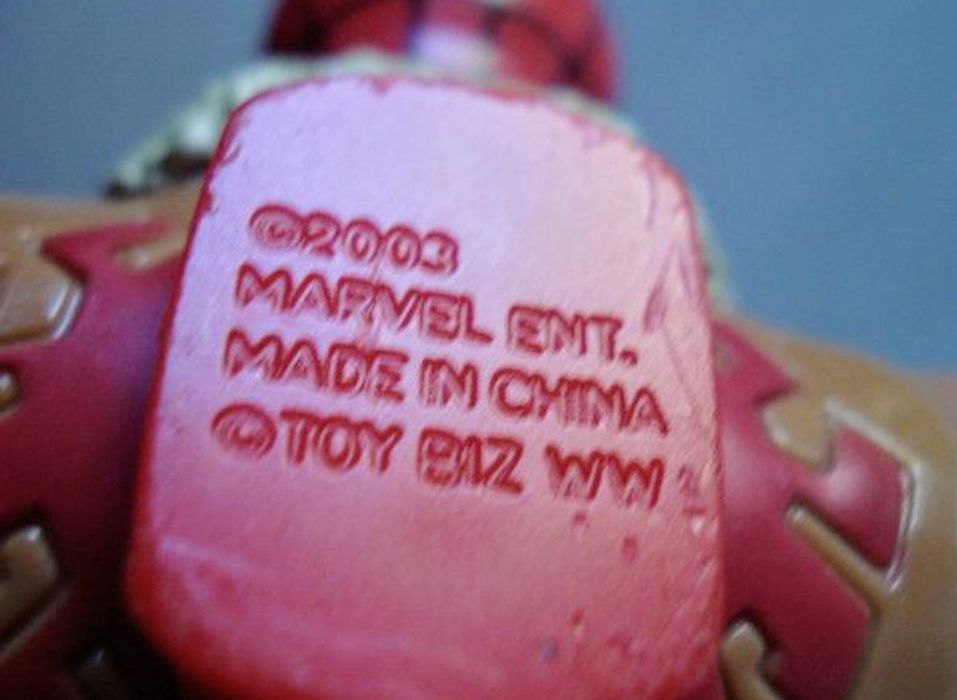 ©2003
MARVEL ENT.
MADE IN CHINA
©TOY BIZ WW